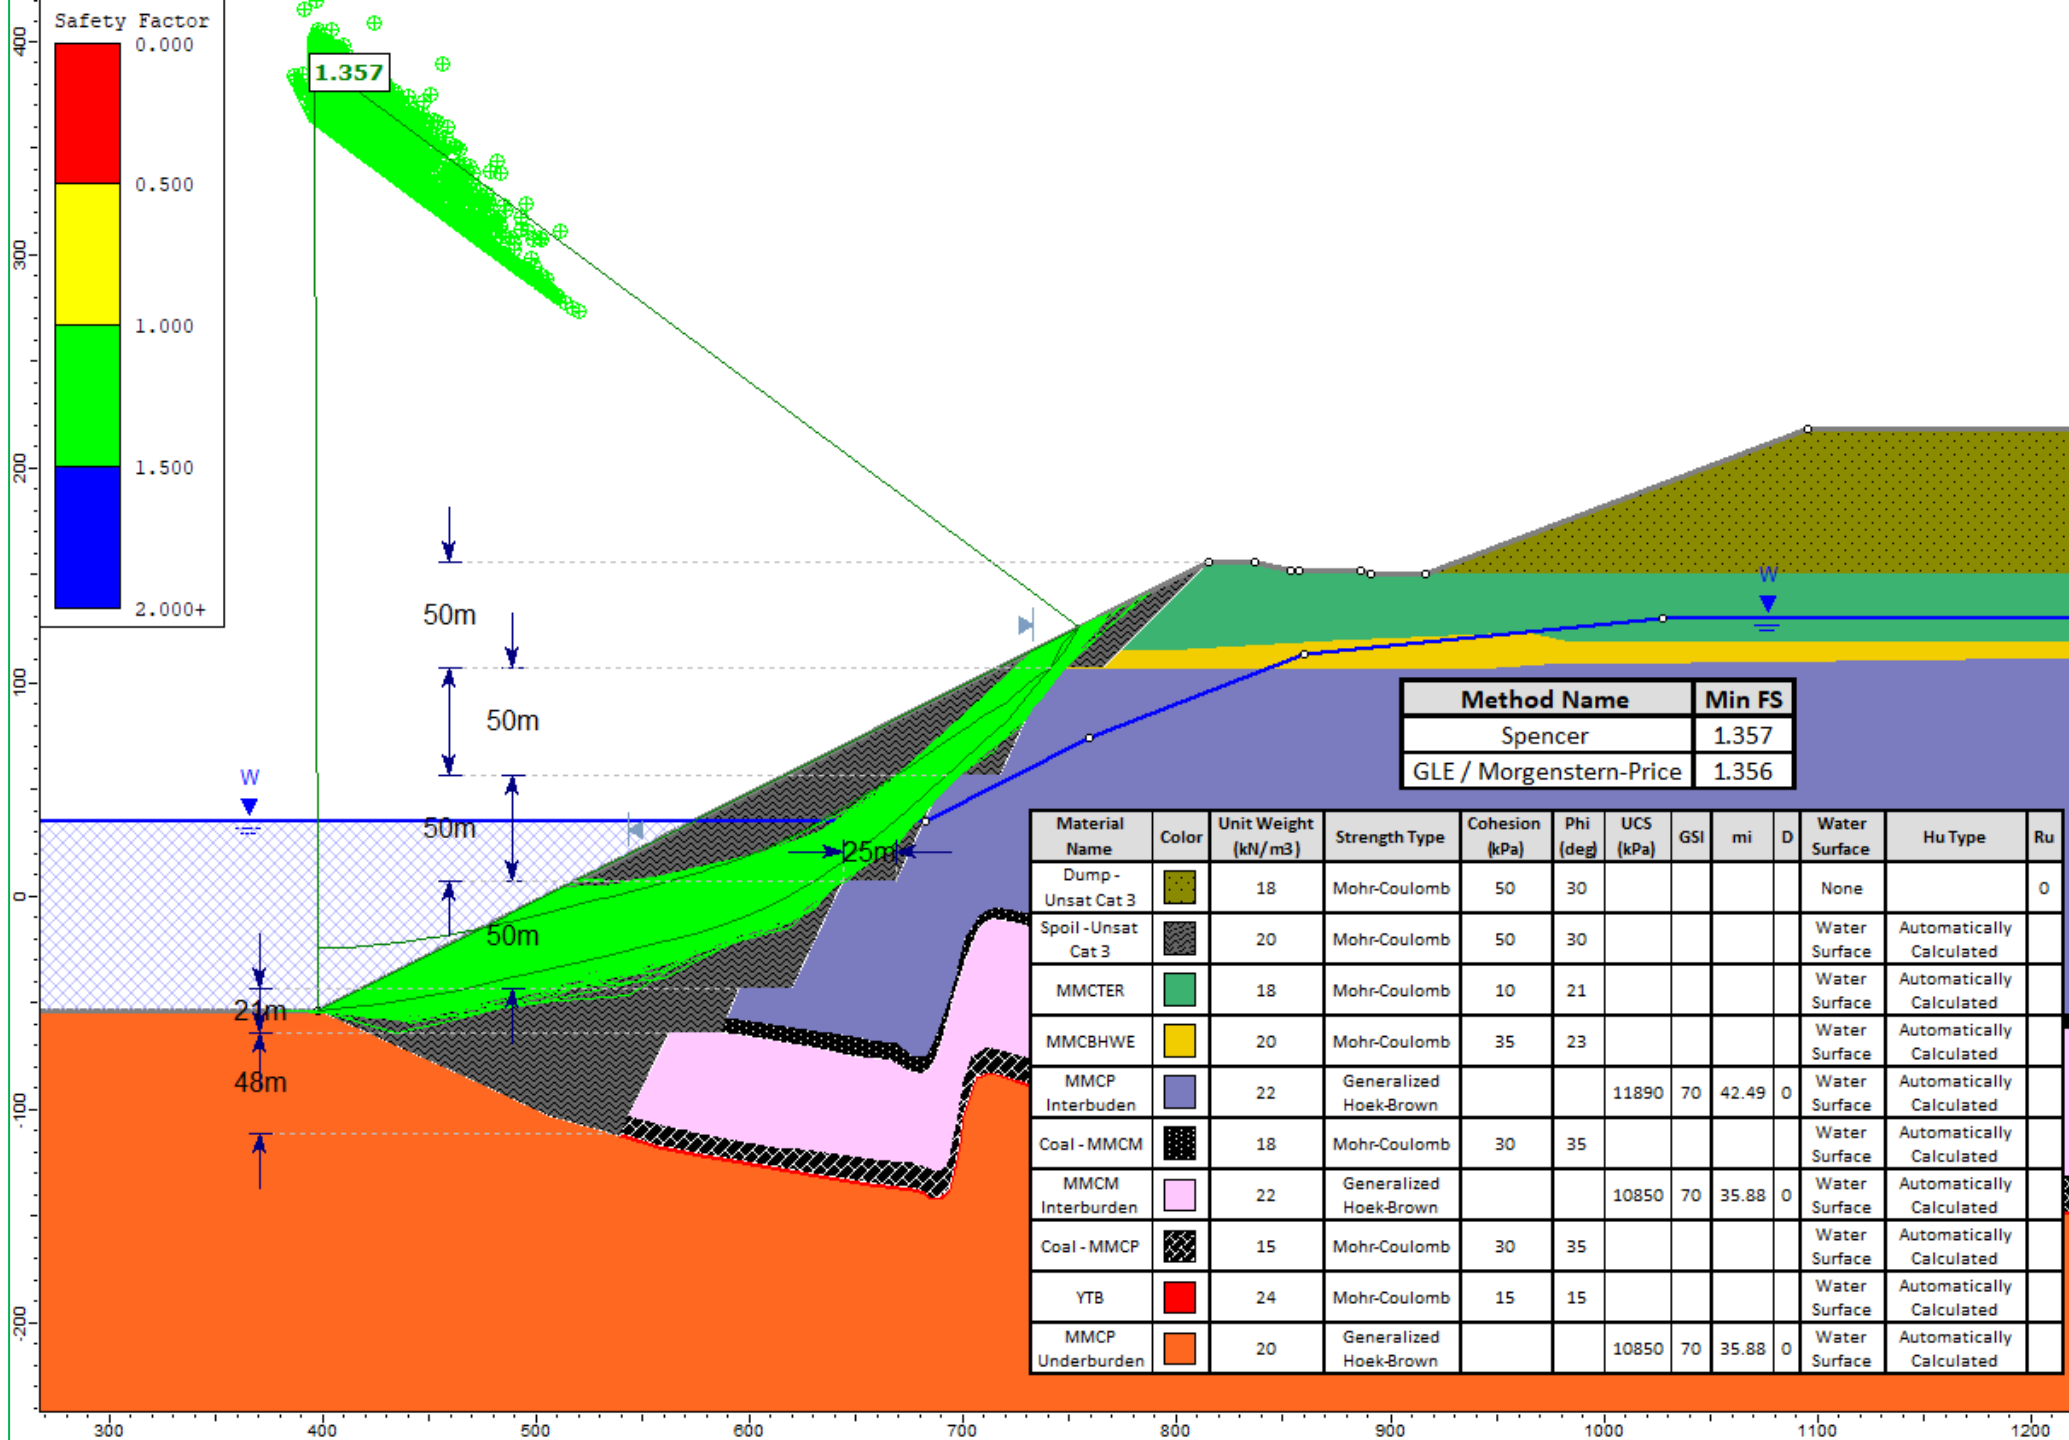 Safety Factor
0.000
0.500
1.000
1.500
2.000+
400
300
200
100
0
-100
-200
1.357
50m
50m
50m
50m
25m
21m
48m
W
W
Method Name Min FS
Spencer 1.357
GLE / Morgenstern-Price 1.356
Material Name Color Unit Weight (kN/m3) Strength Type Cohesion (kPa) Phi (deg) UCS (kPa) GSI mi D Water Surface Hu Type Ru
Dump - Unsat Cat 3 18 Mohr-Coulomb 50 30 None 0
Spoil -Unsat Cat 3 20 Mohr-Coulomb 50 30 Water Surface Automatically Calculated
MMCTER 18 Mohr-Coulomb 10 21 Water Surface Automatically Calculated
MMCBHWE 20 Mohr-Coulomb 35 23 Water Surface Automatically Calculated
MMCP Interbuden 22 Generalized Hoek-Brown 11890 70 42.49 0 Water Surface Automatically Calculated
Coal - MMCM 18 Mohr-Coulomb 30 35 Water Surface Automatically Calculated
MMCM Interburden 22 Generalized Hoek-Brown 10850 70 35.88 0 Water Surface Automatically Calculated
Coal - MMCP 15 Mohr-Coulomb 30 35 Water Surface Automatically Calculated
YTB 24 Mohr-Coulomb 15 15 Water Surface Automatically Calculated
MMCP Underburden 20 Generalized Hoek-Brown 10850 70 35.88 0 Water Surface Automatically Calculated
300 400 500 600 700 800 900 1000 1100 1200